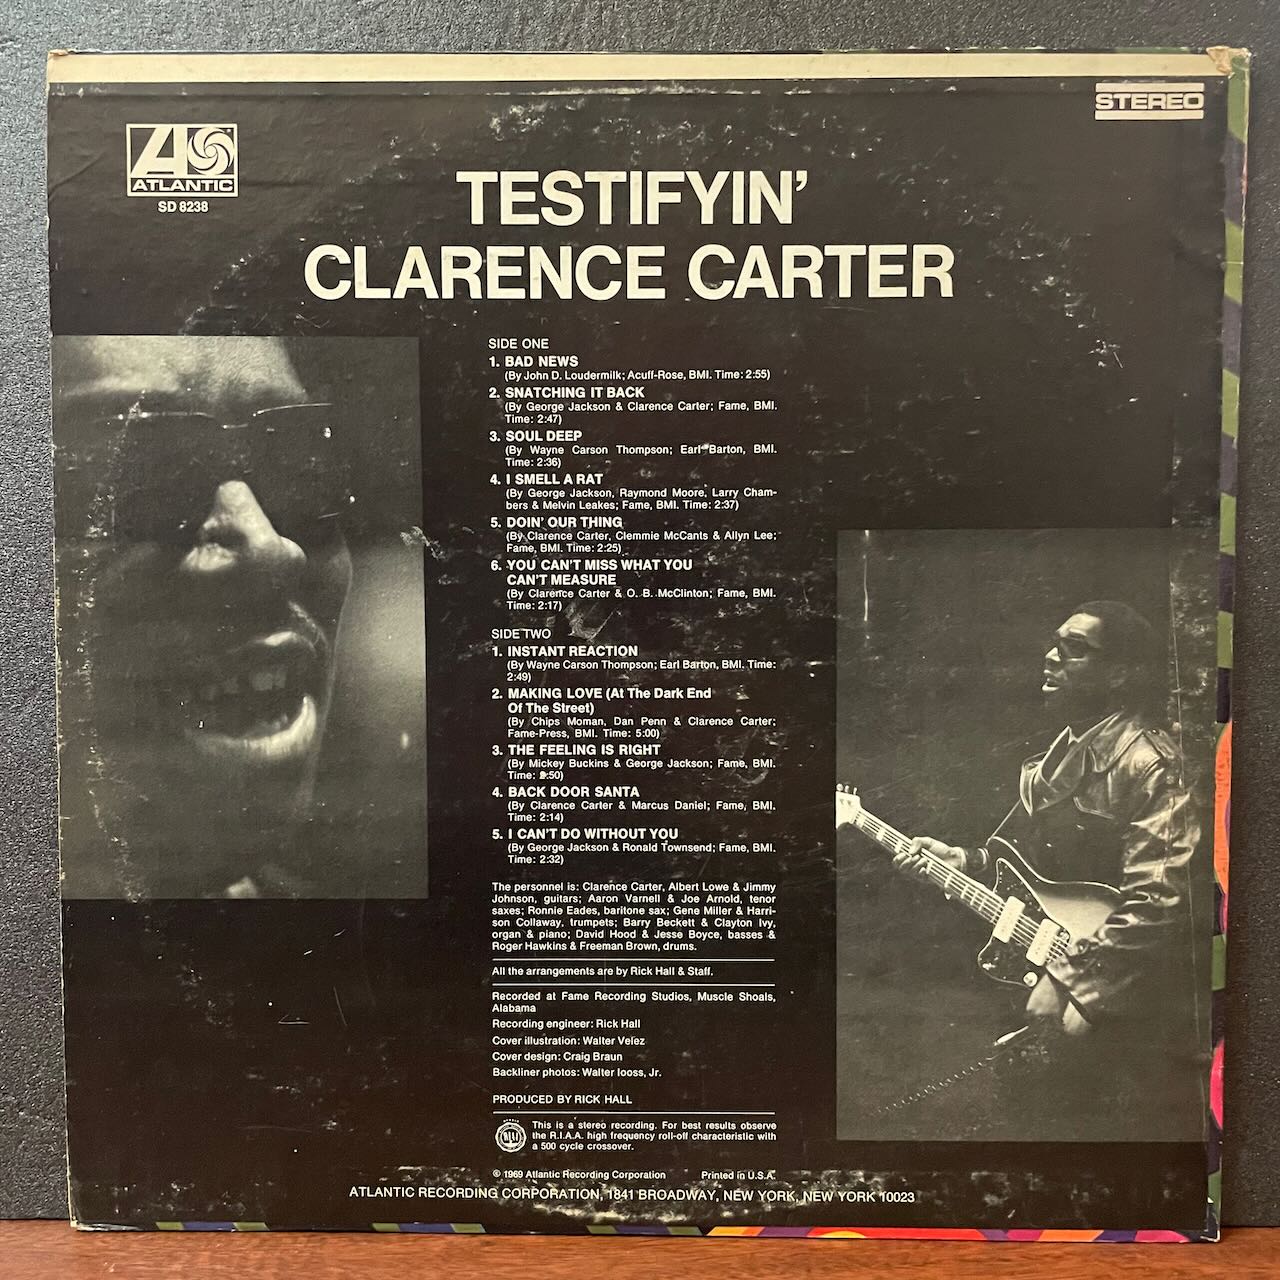 STEREO
ATLANTIC
SD 8238
TESTIFYIN'
CLARENCE CARTER
SIDE ONE
1. BAD NEWS
(By John D. Loudermilk; Acuff-Rose, BMI. Time: 2:55)
2. SNATCHING IT BACK
(By George Jackson & Clarence Carter; Fame, BMI.
Time: 2:47)
3. SOUL DEEP
(By Wayne Carson Thompson; Earl Barton, BMI.
Time: 2:36)
4. I SMELL A RAT
(By George Jackson, Raymond Moore, Larry Cham-
bers & Melvin Leakes; Fame, BMI. Time: 2:37)
5. DOIN' OUR THING
(By Clarence Carter, Clemmie McCants & Allyn Lee;
Fame, BMI. Time: 2:25)
6. YOU CAN'T MISS WHAT YOU
CAN'T MEASURE
(By Clarence Carter & O. B. McClinton; Fame, BMI.
Time: 2:17)
SIDE TWO
1. INSTANT REACTION
(By Wayne Carson Thompson; Earl Barton, BMI. Time:
2:49)
2. MAKING LOVE (At The Dark End
Of The Street)
(By Chips Moman, Dan Penn & Clarence Carter;
Fame-Press, BMI. Time: 5:00)
3. THE FEELING IS RIGHT
(By Mickey Buckins & George Jackson; Fame, BMI.
Time: :50)
4. BACK DOOR SANTA
(By Clarence Carter & Marcus Daniel; Fame, BMI.
Time: 2:14)
5. I CAN'T DO WITHOUT YOU
(By George Jackson & Ronald Townsend; Fame, BMI.
Time: 2:32)
The personnel is: Clarence Carter, Albert Lowe & Jimmy
Johnson, guitars; Aaron Varnell & Joe Arnold, tenor
saxes; Ronnie Eades, baritone sax; Gene Miller & Harri-
son Collaway, trumpets; Barry Beckett & Clayton Ivy,
organ & piano; David Hood & Jesse Boyce, basses &
Roger Hawkins & Freeman Brown, drums.
All the arrangements are by Rick Hall & Staff.
Recorded at Fame Recording Studios, Muscle Shoals,
Alabama
Recording engineer: Rick Hall
Cover illustration: Walter Velez
Cover design: Craig Braun
Backliner photos: Walter Iooss, Jr.
PRODUCED BY RICK HALL
This is a stereo recording. For best results observe
the R.I.A.A. high frequency roll-off characteristic with
a 500 cycle crossover.
© 1969 Atlantic Recording Corporation Printed in U.S.A.
ATLANTIC RECORDING CORPORATION, 1841 BROADWAY, NEW YORK, NEW YORK 10023